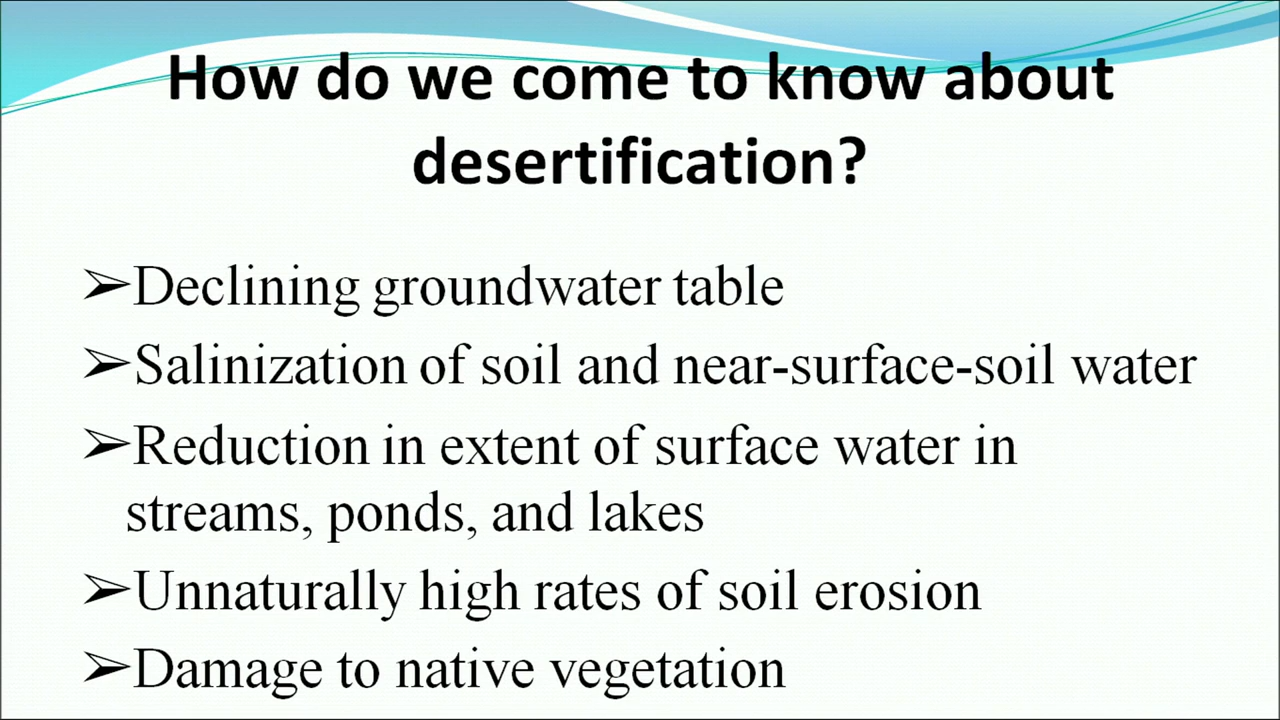 How do we come to know about
desertification?
➢Declining groundwater table
➢Salinization of soil and near-surface-soil water
➢Reduction in extent of surface water in
streams, ponds, and lakes
➢Unnaturally high rates of soil erosion
➢Damage to native vegetation